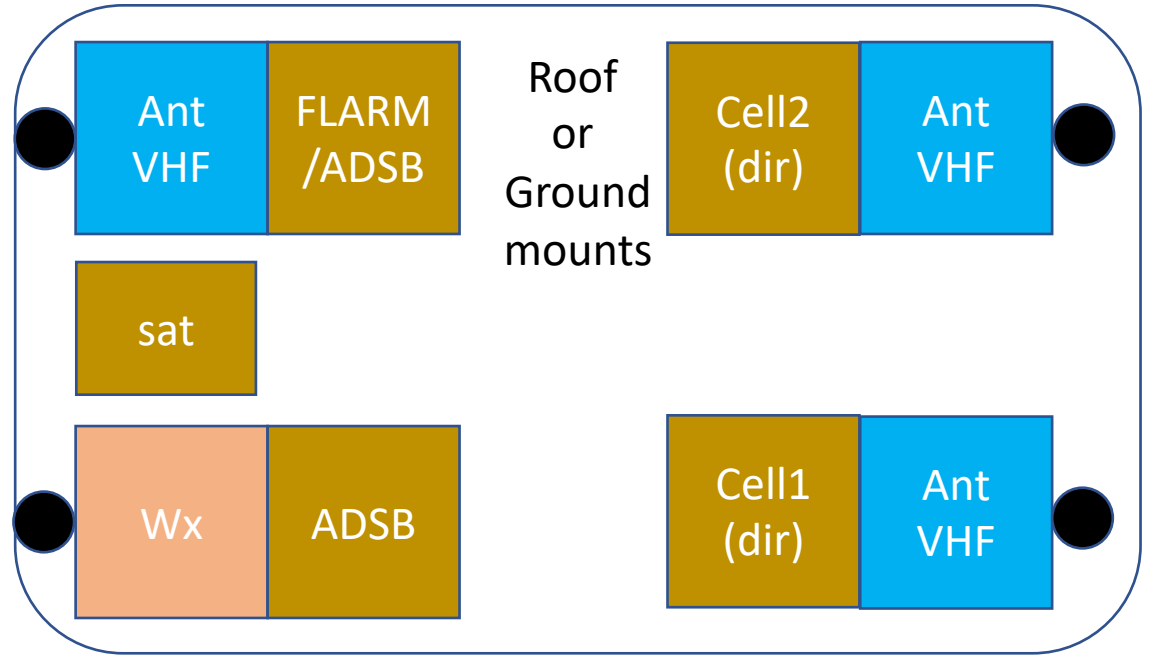 Ant
VHF
FLARM
/ADSB
Roof
or
Ground
mounts
Cell2
(dir)
Ant
VHF
sat
Wx
ADSB
Cell1
(dir)
Ant
VHF